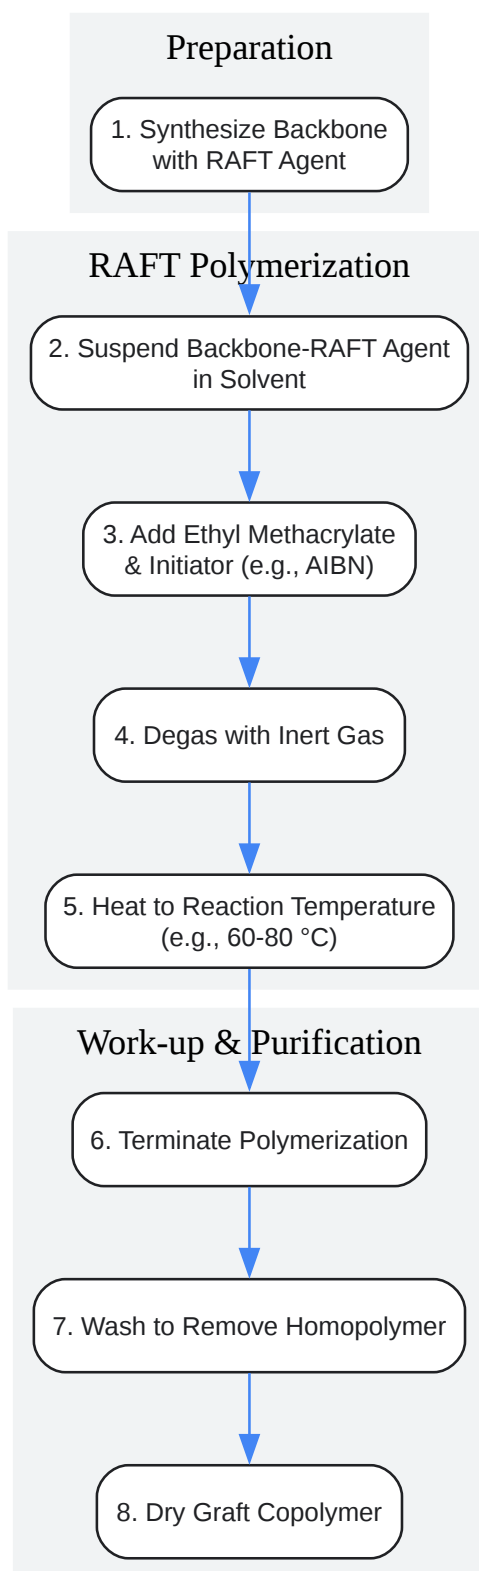 Preparation
1. Synthesize Backbone
with RAFT Agent
RAFT Polymerization
2. Suspend Backbone-RAFT Agent
in Solvent
3. Add Ethyl Methacrylate
& Initiator (e.g., AIBN)
4. Degas with Inert Gas
5. Heat to Reaction Temperature
(e.g., 60-80 °C)
Work-up & Purification
6. Terminate Polymerization
7. Wash to Remove Homopolymer
8. Dry Graft Copolymer